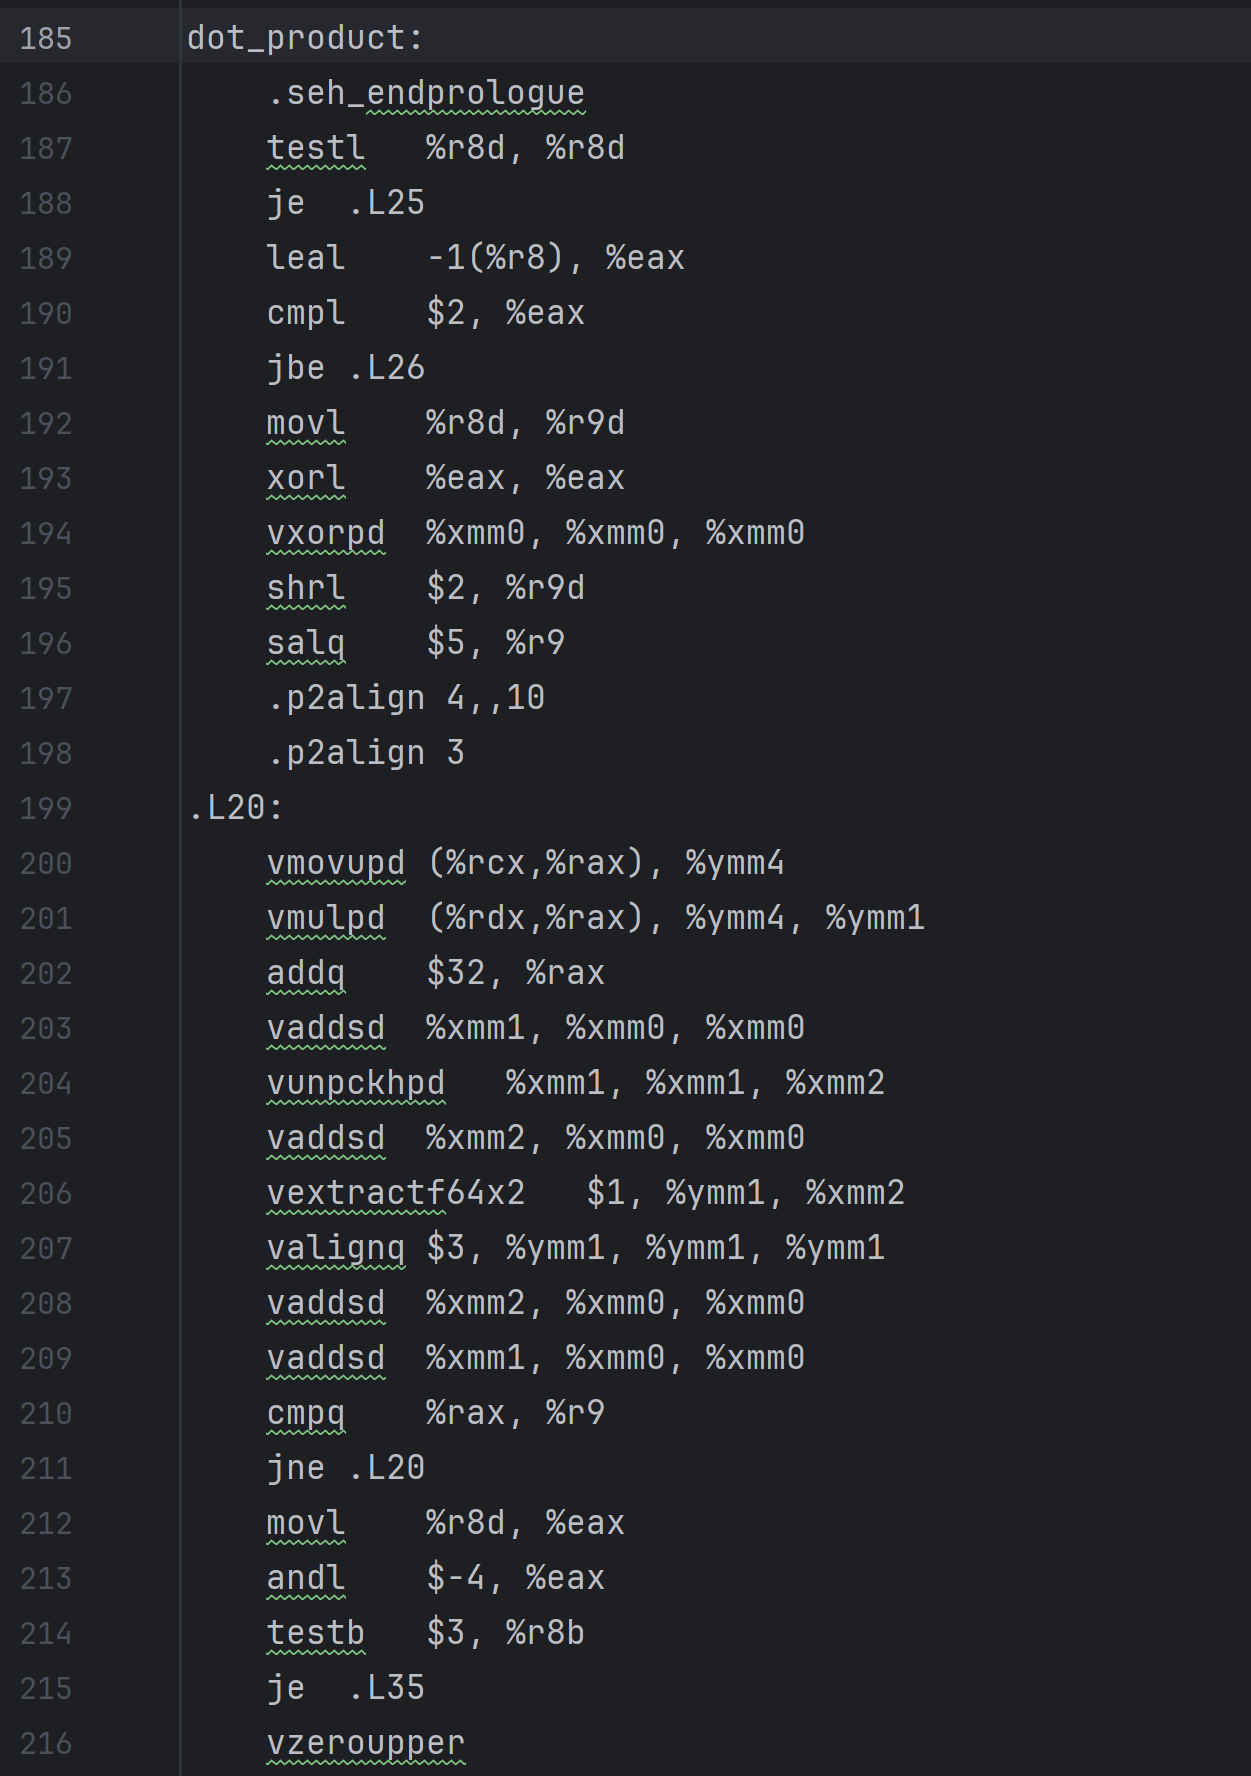 185 dot_product:
186 .seh_endprologue
187 testl %r8d, %r8d
188 je .L25
189 leal -1(%r8), %eax
190 cmpl $2, %eax
191 jbe .L26
192 movl %r8d, %r9d
193 xorl %eax, %eax
194 vxorpd %xmm0, %xmm0, %xmm0
195 shrl $2, %r9d
196 salq $5, %r9
197 .p2align 4,,10
198 .p2align 3
199 .L20:
200 vmovupd (%rcx,%rax), %ymm4
201 vmulpd (%rdx,%rax), %ymm4, %ymm1
202 addq $32, %rax
203 vaddsd %xmm1, %xmm0, %xmm0
204 vunpckhpd %xmm1, %xmm1, %xmm2
205 vaddsd %xmm2, %xmm0, %xmm0
206 vextractf64x2 $1, %ymm1, %xmm2
207 valignq $3, %ymm1, %ymm1, %ymm1
208 vaddsd %xmm2, %xmm0, %xmm0
209 vaddsd %xmm1, %xmm0, %xmm0
210 cmpq %rax, %r9
211 jne .L20
212 movl %r8d, %eax
213 andl $-4, %eax
214 testb $3, %r8b
215 je .L35
216 vzeroupper